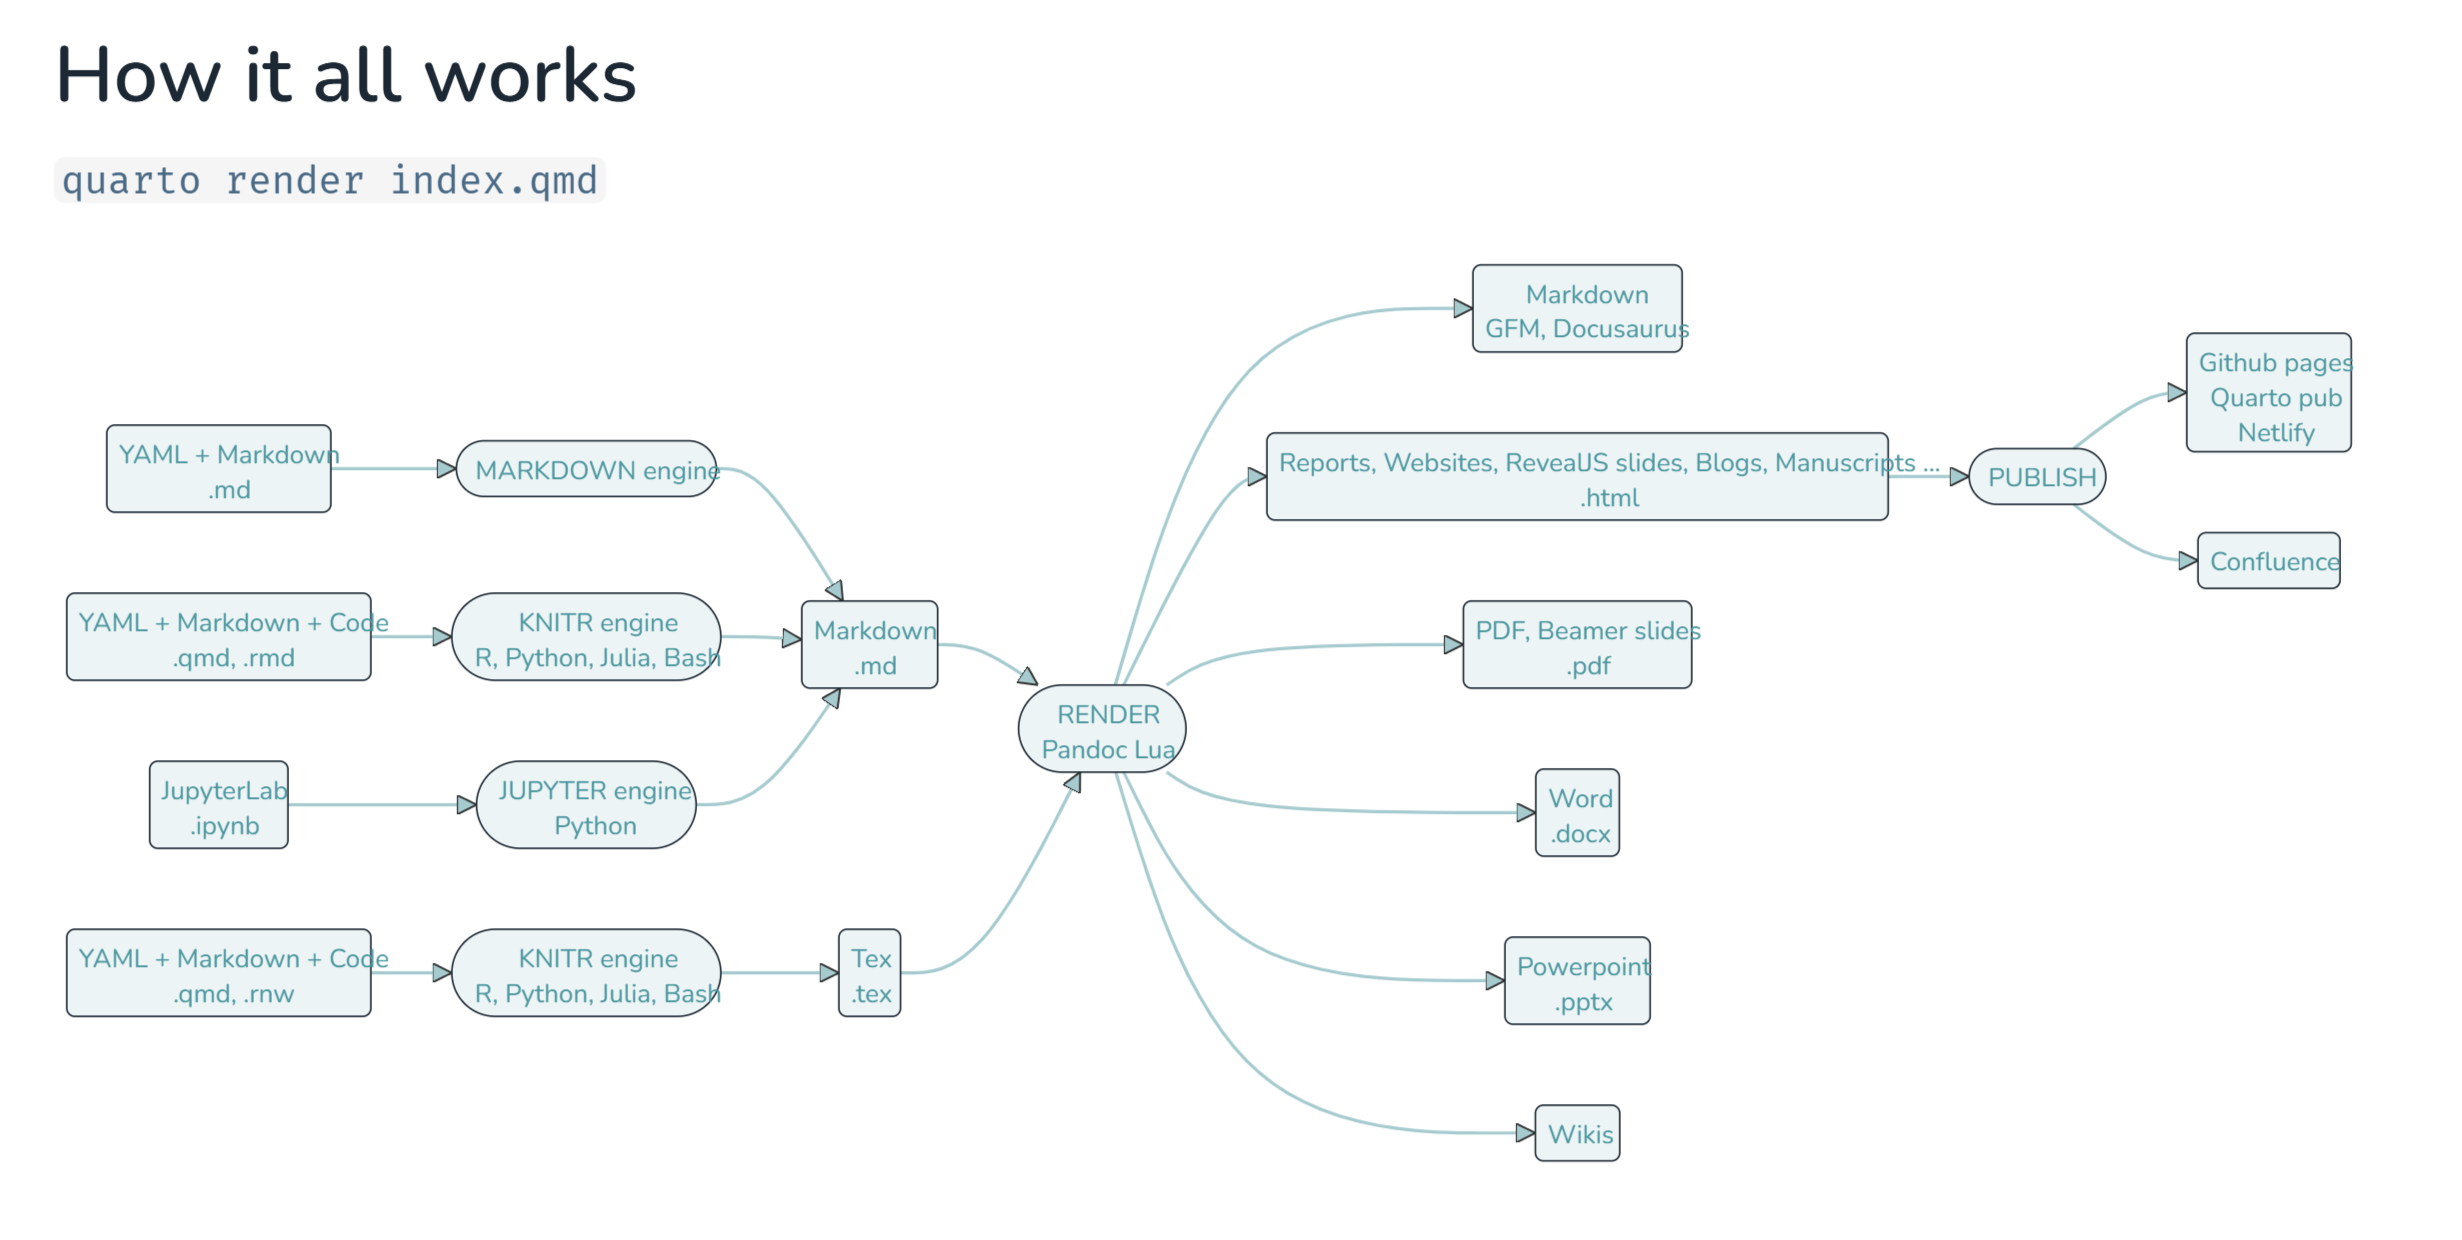 How it all works
quarto render index.qmd
YAML + Markdown
.md
MARKDOWN engine
YAML + Markdown + Code
.qmd, .rmd
KNITR engine
R, Python, Julia, Bash
JupyterLab
.ipynb
JUPYTER engine
Python
YAML + Markdown + Code
.qmd, .rnw
KNITR engine
R, Python, Julia, Bash
Markdown
.md
Tex
.tex
RENDER
Pandoc Lua
Markdown
GFM, Docusaurus
Reports, Websites, RevealJS slides, Blogs, Manuscripts ...
.html
PDF, Beamer slides
.pdf
Word
.docx
Powerpoint
.pptx
Wikis
PUBLISH
Github pages
Quarto pub
Netlify
Confluence